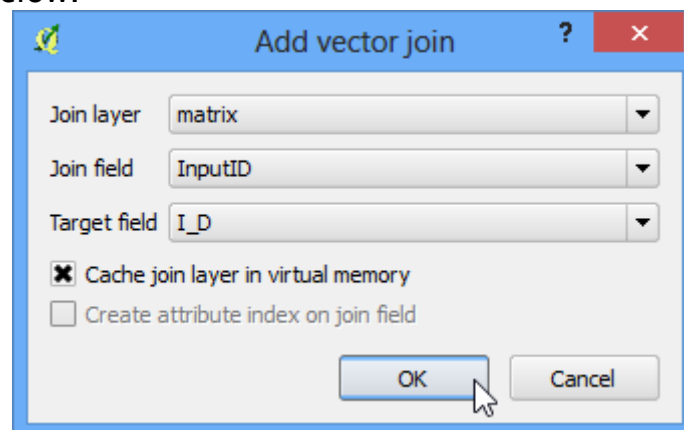 Add vector join ? ×
Join layer matrix
Join field InputID
Target field I_D
Cache join layer in virtual memory
Create attribute index on join field
OK Cancel